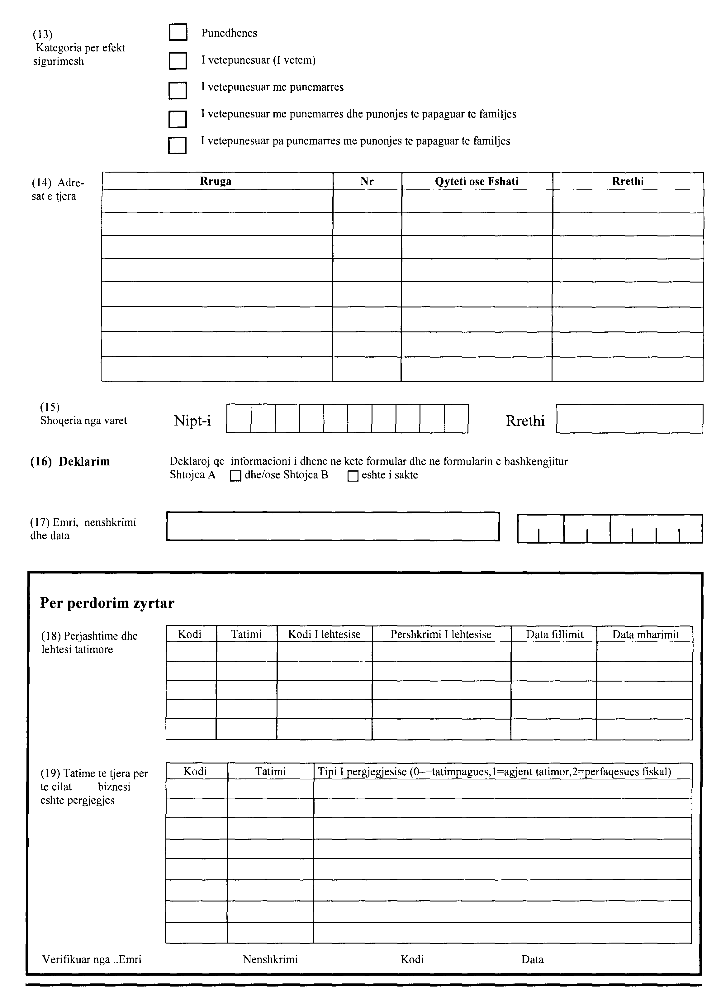 (13)
Kategoria per efekt
sigurimesh
Punedhenes
I vetepunesuar (I vetem)
I vetepunesuar me punemarres
I vetepunesuar me punemarres dhe punonjes te papaguar te familjes
I vetepunesuar pa punemarres me punonjes te papaguar te familjes
(14) Adre-
sat e tjera
Rruga Nr Qyteti ose Fshati Rrethi
(15)
Shoqeria nga varet Nipt-i Rrethi
(16) Deklarim Deklaroj qe informacioni i dhene ne kete formular dhe ne formularin e bashkengjitur
Shtojca A dhe/ose Shtojca B eshte i sakte
(17) Emri, nenshkrimi
dhe data
Per perdorim zyrtar
(18) Perjashtime dhe
lehtesi tatimore
Kodi Tatimi Kodi I lehtesise Pershkrimi I lehtesise Data fillimit Data mbarimit
(19) Tatime te tjera per
te cilat biznesi
eshte pergjegjes
Kodi Tatimi Tipi I pergjegjesise (0–=tatimpagues,1=agjent tatimor,2=perfaqesues fiskal)
Verifikuar nga ..Emri Nenshkrimi Kodi Data